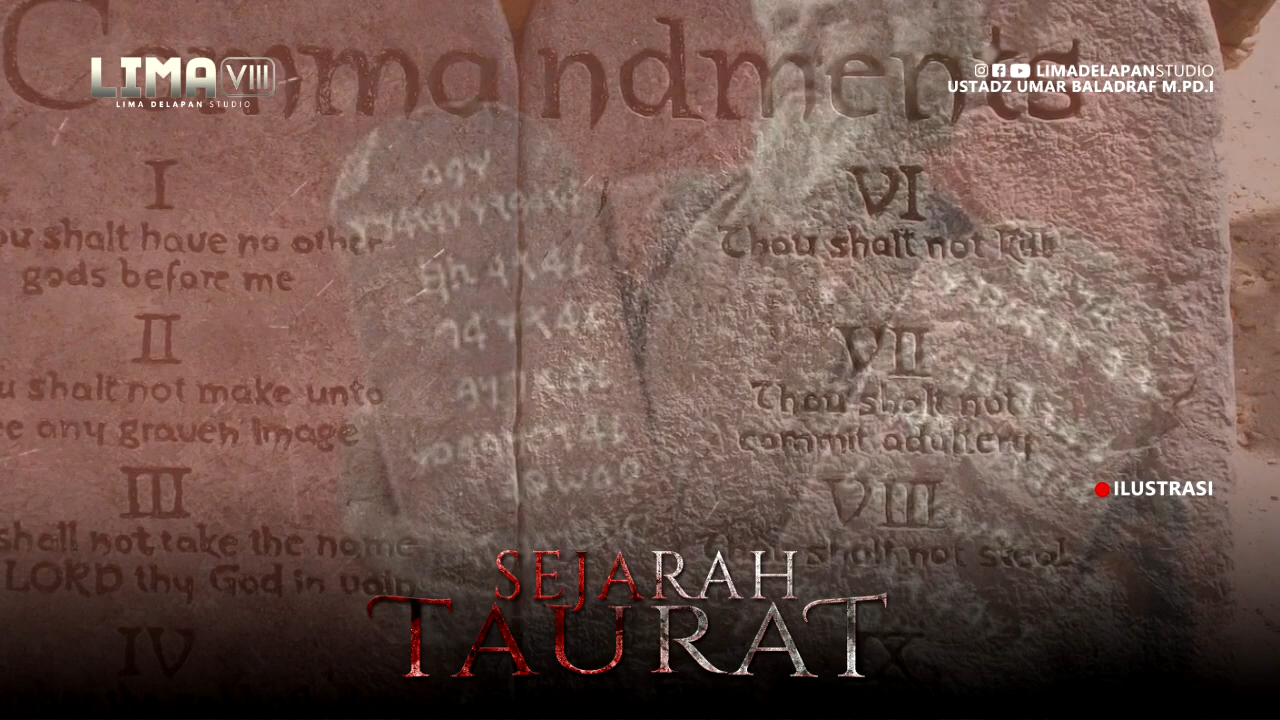 Commandments
LIMA VIII
LIMA DELAPAN STUDIO
LIMADELAPANSTUDIO
USTADZ UMAR BALADRAF M.PD.I
I
ou shalt have no other
gods before me
II
u shalt not make unto
ee any graven image
III
shall not take the name
LORD thy God in vain
IV
VI
Thou shalt not kill
VII
Thou shalt not
commit adultery
VIII
Thou shalt not steal
IX
ILUSTRASI
SEJARAH
TAURAT